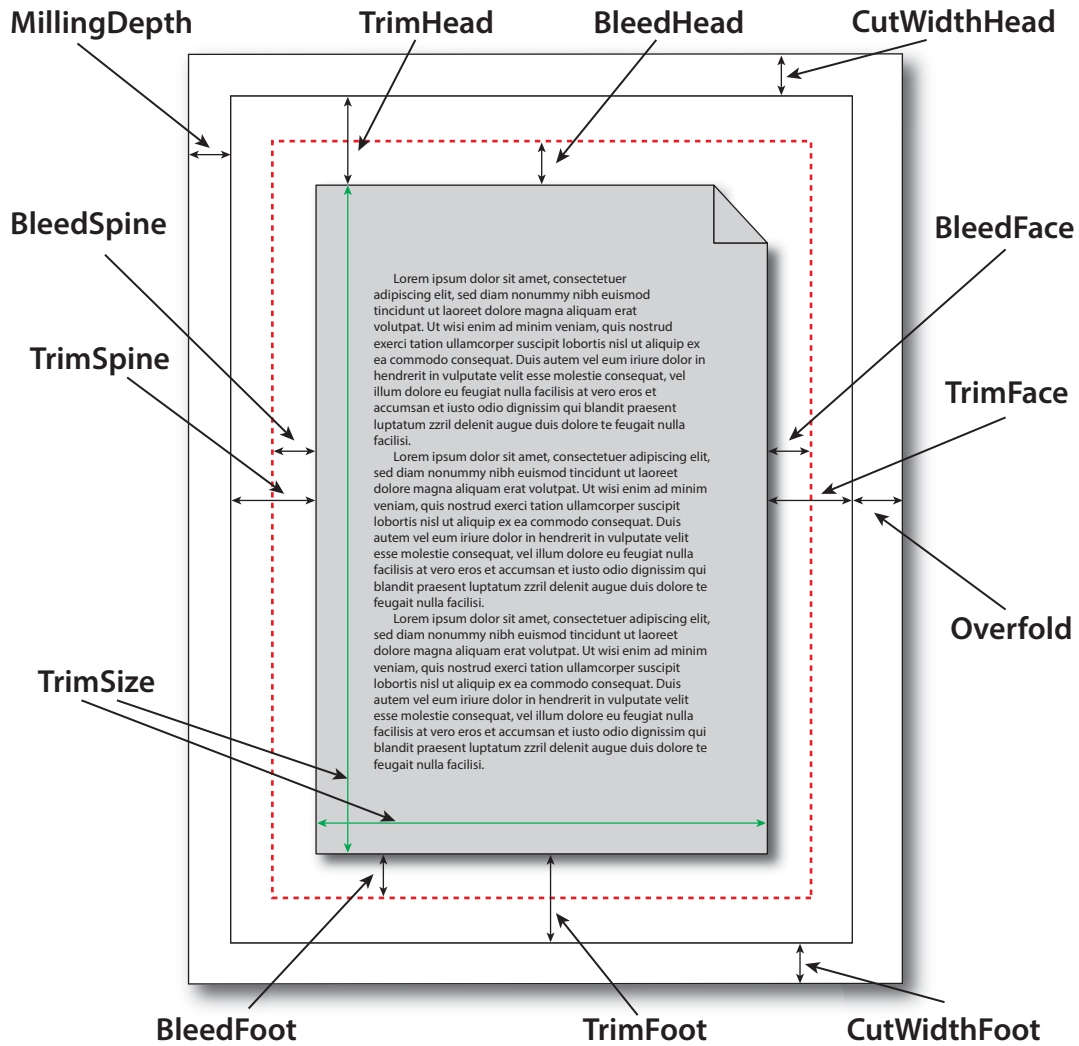 MillingDepth
TrimHead
BleedHead
CutWidthHead
BleedSpine
BleedFace
Lorem ipsum dolor sit amet, consectetuer
adipiscing elit, sed diam nonummy nibh euismod
tincidunt ut laoreet dolore magna aliquam erat
volutpat. Ut wisi enim ad minim veniam, quis nostrud
exerci tation ullamcorper suscipit lobortis nisl ut aliquip ex
ea commodo consequat. Duis autem vel eum iriure dolor in
hendrerit in vulputate velit esse molestie consequat, vel
illum dolore eu feugiat nulla facilisis at vero eros et
accumsan et iusto odio dignissim qui blandit praesent
luptatum zzril delenit augue duis dolore te feugait nulla
facilisi.
Lorem ipsum dolor sit amet, consectetuer adipiscing elit,
sed diam nonummy nibh euismod tincidunt ut laoreet
dolore magna aliquam erat volutpat. Ut wisi enim ad minim
veniam, quis nostrud exerci tation ullamcorper suscipit
lobortis nisl ut aliquip ex ea commodo consequat. Duis
autem vel eum iriure dolor in hendrerit in vulputate velit
esse molestie consequat, vel illum dolore eu feugiat nulla
facilisis at vero eros et accumsan et iusto odio dignissim qui
blandit praesent luptatum zzril delenit augue duis dolore te
feugait nulla facilisi.
Lorem ipsum dolor sit amet, consectetuer adipiscing elit,
sed diam nonummy nibh euismod tincidunt ut laoreet
dolore magna aliquam erat volutpat. Ut wisi enim ad minim
veniam, quis nostrud exerci tation ullamcorper suscipit
lobortis nisl ut aliquip ex ea commodo consequat. Duis
autem vel eum iriure dolor in hendrerit in vulputate velit
esse molestie consequat, vel illum dolore eu feugiat nulla
facilisis at vero eros et accumsan et iusto odio dignissim qui
blandit praesent luptatum zzril delenit augue duis dolore te
feugait nulla facilisi.
TrimSpine
TrimFace
Overfold
TrimSize
BleedFoot
TrimFoot
CutWidthFoot